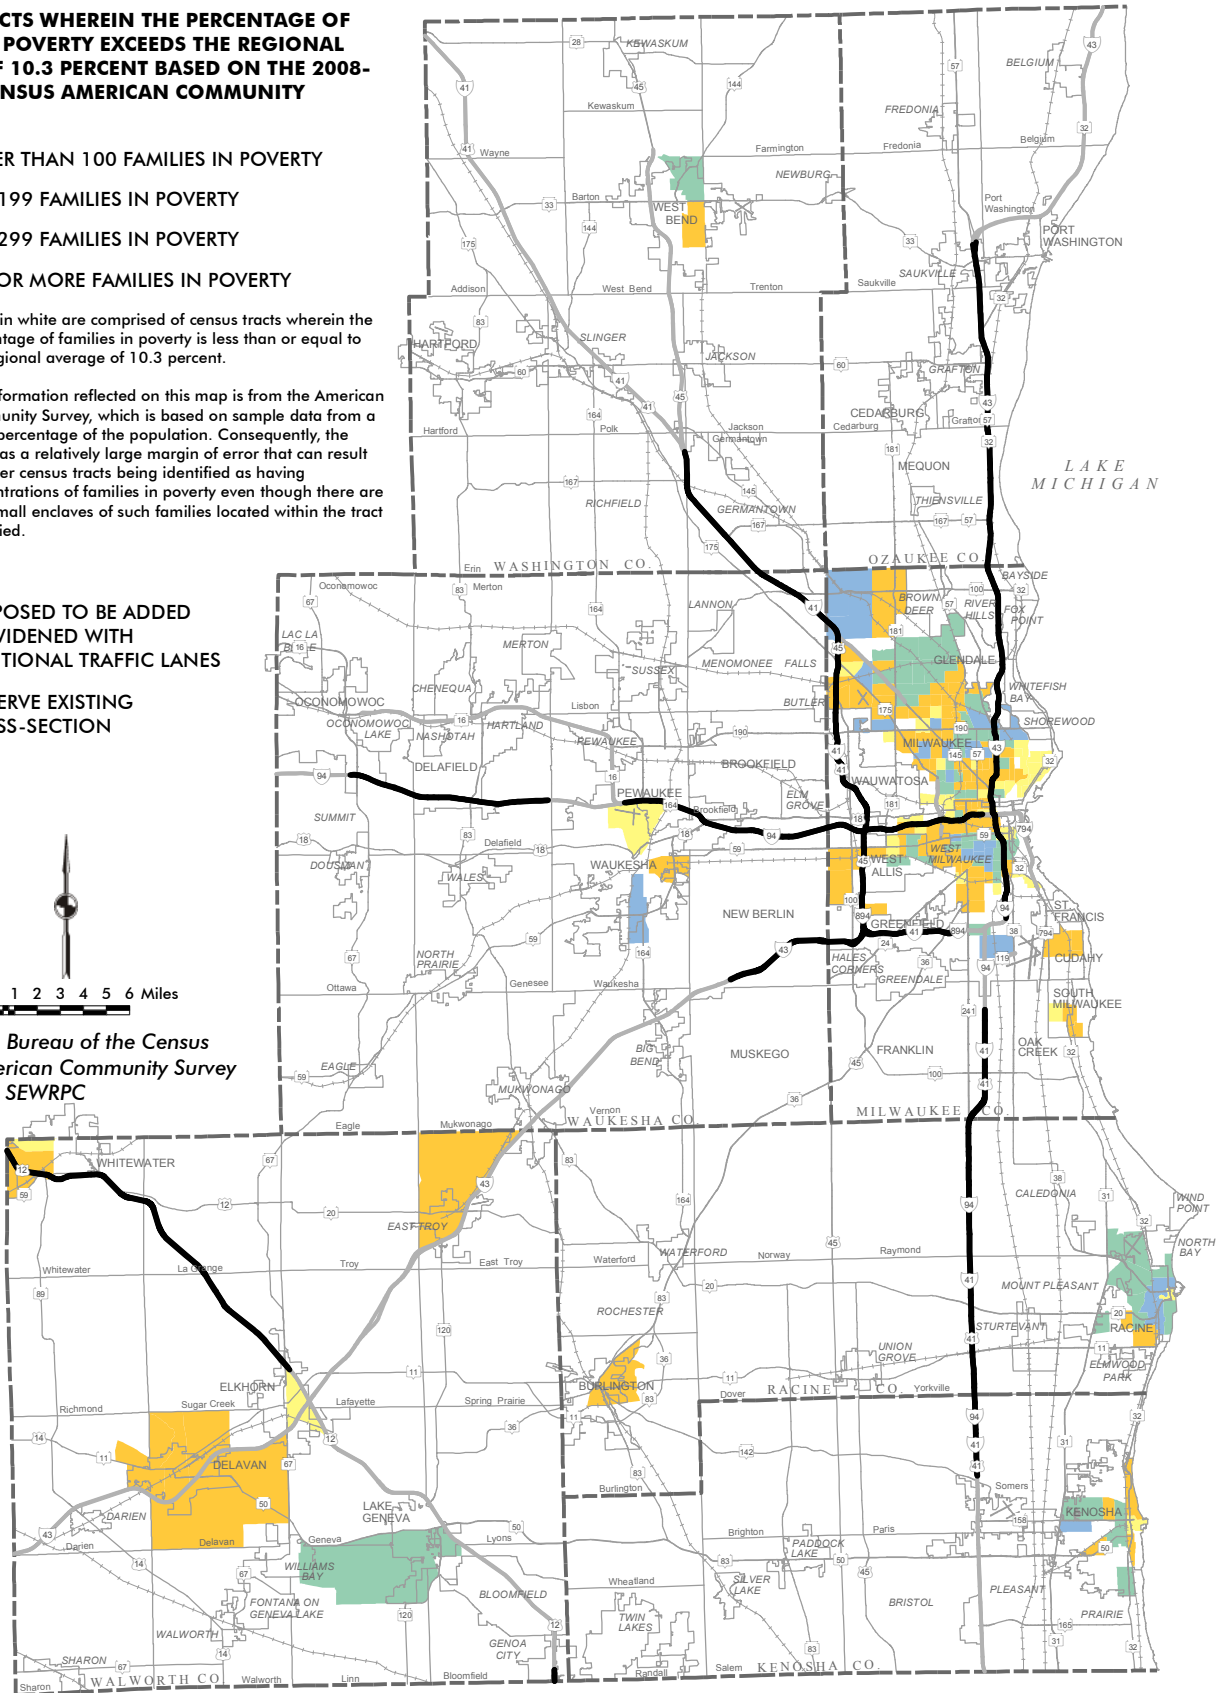 CTS WHEREIN THE PERCENTAGE OF
POVERTY EXCEEDS THE REGIONAL
F 10.3 PERCENT BASED ON THE 2008-
NSUS AMERICAN COMMUNITY
ER THAN 100 FAMILIES IN POVERTY
199 FAMILIES IN POVERTY
299 FAMILIES IN POVERTY
OR MORE FAMILIES IN POVERTY
in white are comprised of census tracts wherein the
ntage of families in poverty is less than or equal to
egional average of 10.3 percent.
formation reflected on this map is from the American
munity Survey, which is based on sample data from a
percentage of the population. Consequently, the
as a relatively large margin of error that can result
er census tracts being identified as having
ntrations of families in poverty even though there are
mall enclaves of such families located within the tract
ied.
POSED TO BE ADDED
VIDENED WITH
TIONAL TRAFFIC LANES
ERVE EXISTING
SS-SECTION
1 2 3 4 5 6 Miles
Bureau of the Census
erican Community Survey
SEWRPC
KEWASKUM
Kewaskum
Wayne
Farmington
Fredonia
FREDONIA
BELGIUM
Belgium
NEWBURG
Barton
WEST
BEND
Port
Washington
PORT
WASHINGTON
Addison
West Bend
Trenton
Saukville
SAUKVILLE
HARTFORD
SLINGER
JACKSON
GRAFTON
CEDARBURG
Cedarburg
Grafton
Hartford
Polk
Jackson
Germantown
MEQUON
THIENSVILLE
RICHFIELD
GERMANTOWN
LAKE
MICHIGAN
Erin
WASHINGTON CO.
OZAUKEE CO.
Oconomowoc
Merton
LANNON
BROWN
DEER
RIVER
HILLS
BAYSIDE
FOX
POINT
MERTON
SUSSEX
MENOMONEE FALLS
GLENDALE
WHITEFISH
BAY
SHOREWOOD
CHENEQUA
OCONOMOWOC
OCONOMOWOC
LAKE
NASHOTAH
HARTLAND
Lisbon
PEWAUKEE
BUTLER
MILWAUKEE
DELAFIELD
BROOKFIELD
WAUWATOSA
PEWAUKEE
Brookfield
ELM
GROVE
SUMMIT
Delafield
DOUSMAN
WALES
WAUKESHA
WEST
ALLIS
WEST
MILWAUKEE
NEW BERLIN
GREENFIELD
ST.
FRANCIS
CUDAHY
NORTH
PRAIRIE
Ottawa
Genesee
Waukesha
HALES
CORNERS
GREENDALE
SOUTH
MILWAUKEE
EAGLE
BIG
BEND
MUSKEGO
FRANKLIN
OAK
CREEK
MUKWONAGO
Vernon
Eagle
Mukwonago
WAUKESHA CO.
MILWAUKEE CO.
WHITEWATER
CALEDONIA
WIND
POINT
NORTH
BAY
EAST TROY
WATERFORD
Waterford
Norway
Raymond
Whitewater
La Grange
Troy
East Troy
ROCHESTER
MOUNT PLEASANT
STURTEVANT
RACINE
UNION
GROVE
ELMWOOD
PARK
ELKHORN
Lafayette
Spring Prairie
BURLINGTON
Dover
RACINE CO.
Yorkville
Richmond
Sugar Creek
DELAVAN
DARIEN
Darien
Delavan
Burlington
LAKE
GENEVA
Geneva
Lyons
WILLIAMS
BAY
FONTANA ON
GENEVA LAKE
WALWORTH
BLOOMFIELD
GENOA
CITY
SHARON
Sharon
WALWORTH CO.
Walworth
Linn
Bloomfield
Somers
KENOSHA
Brighton
Paris
PADDOCK
LAKE
SILVER
LAKE
Wheatland
TWIN
LAKES
BRISTOL
PLEASANT
PRAIRIE
Randall
Salem
KENOSHA CO.